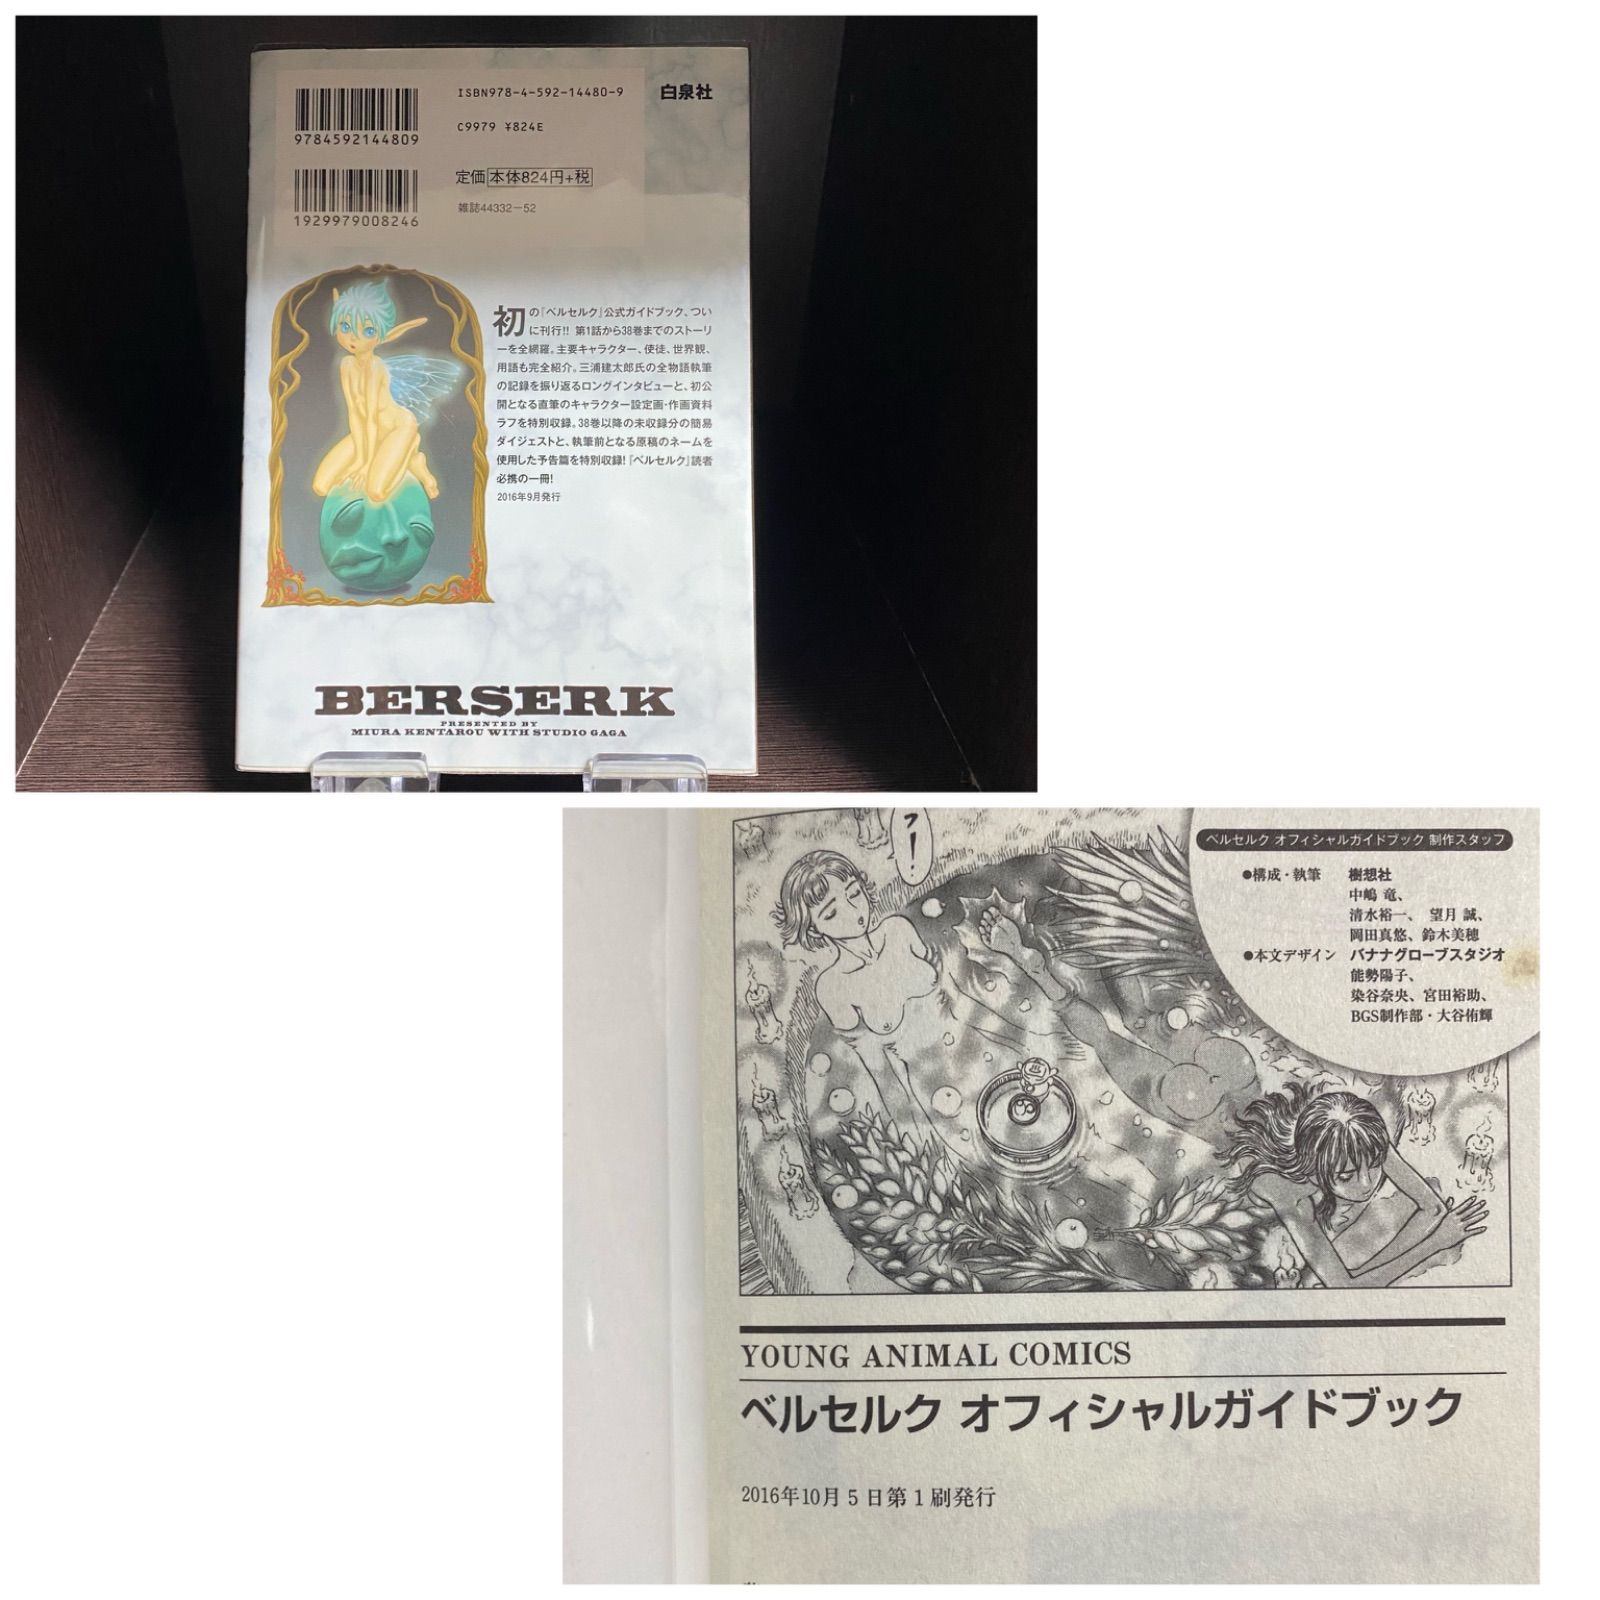 ISBN978-4-592-14480-9
白泉社
9784592144809
C9979 ¥824E
定価 本体824円+税
1929979008246
雑誌44332-52
初の『ベルセルク』公式ガイドブック、つい
に刊行!! 第1話から38巻までのストーリ
ーを全網羅。主要キャラクター、使徒、世界観、
用語も完全紹介。三浦建太郎氏の全物語執筆
の記録を振り返るロングインタビューと、初公
開となる直筆のキャラクター設定画・作画資料
ラフを特別収録。38巻以降の未収録分の簡易
ダイジェストと、執筆前となる原稿のネームを
使用した予告篇を特別収録!『ベルセルク』読者
必携の一冊!
2016年9月発行
BERSERK
PRESENTED BY
MIURA KENTAROU WITH STUDIO GAGA
フ!
ベルセルク オフィシャルガイドブック 制作スタッフ
●構成・執筆 樹想社
中嶋 竜、
清水裕一、 望月 誠、
岡田真悠、鈴木美穂
●本文デザイン バナナグローブスタジオ
能勢陽子、
染谷奈央、宮田裕助、
BGS制作部・大谷侑輝
YOUNG ANIMAL COMICS
ベルセルク オフィシャルガイドブック
2016年10月5日第1刷発行